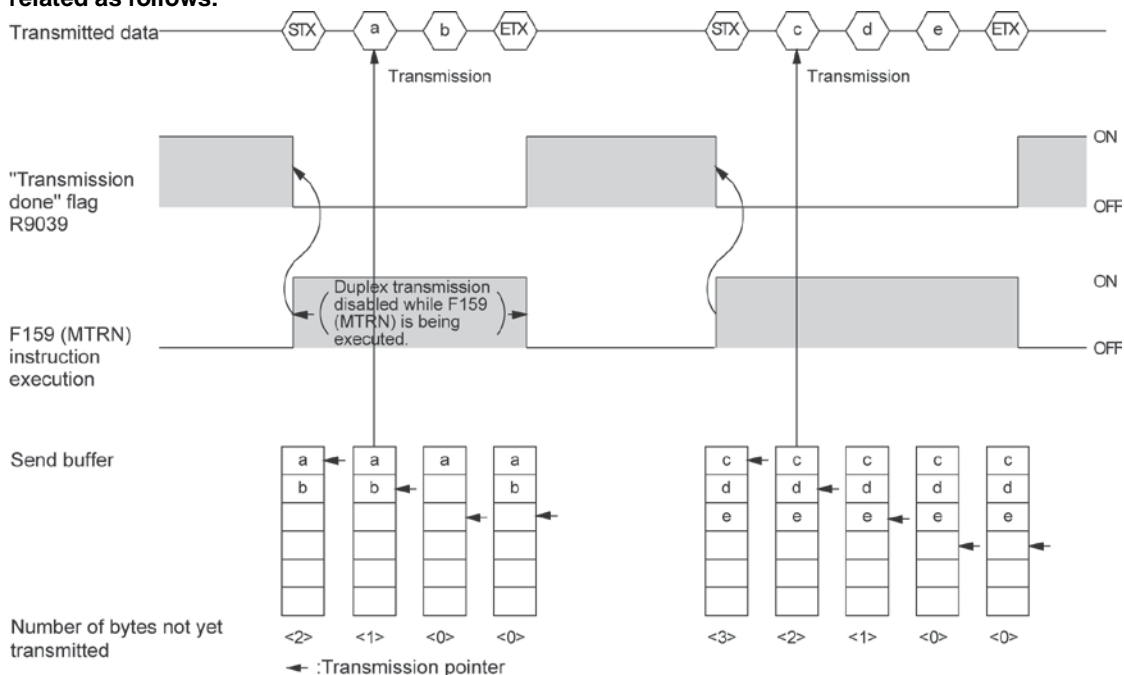 related as follows:
Transmitted data STX a b ETX STX c d e ETX
Transmission Transmission
ON
"Transmission
done" flag
R9039
OFF
ON
Duplex transmission
disabled while F159
(MTRN) is being
executed.
F159 (MTRN)
instruction
execution
OFF
Send buffer
a a a a c c c c c
b b b d d d d d
e e e e e
Number of bytes not yet
transmitted
<2> <1> <0> <0> <3> <2> <1> <0> <0>
:Transmission pointer